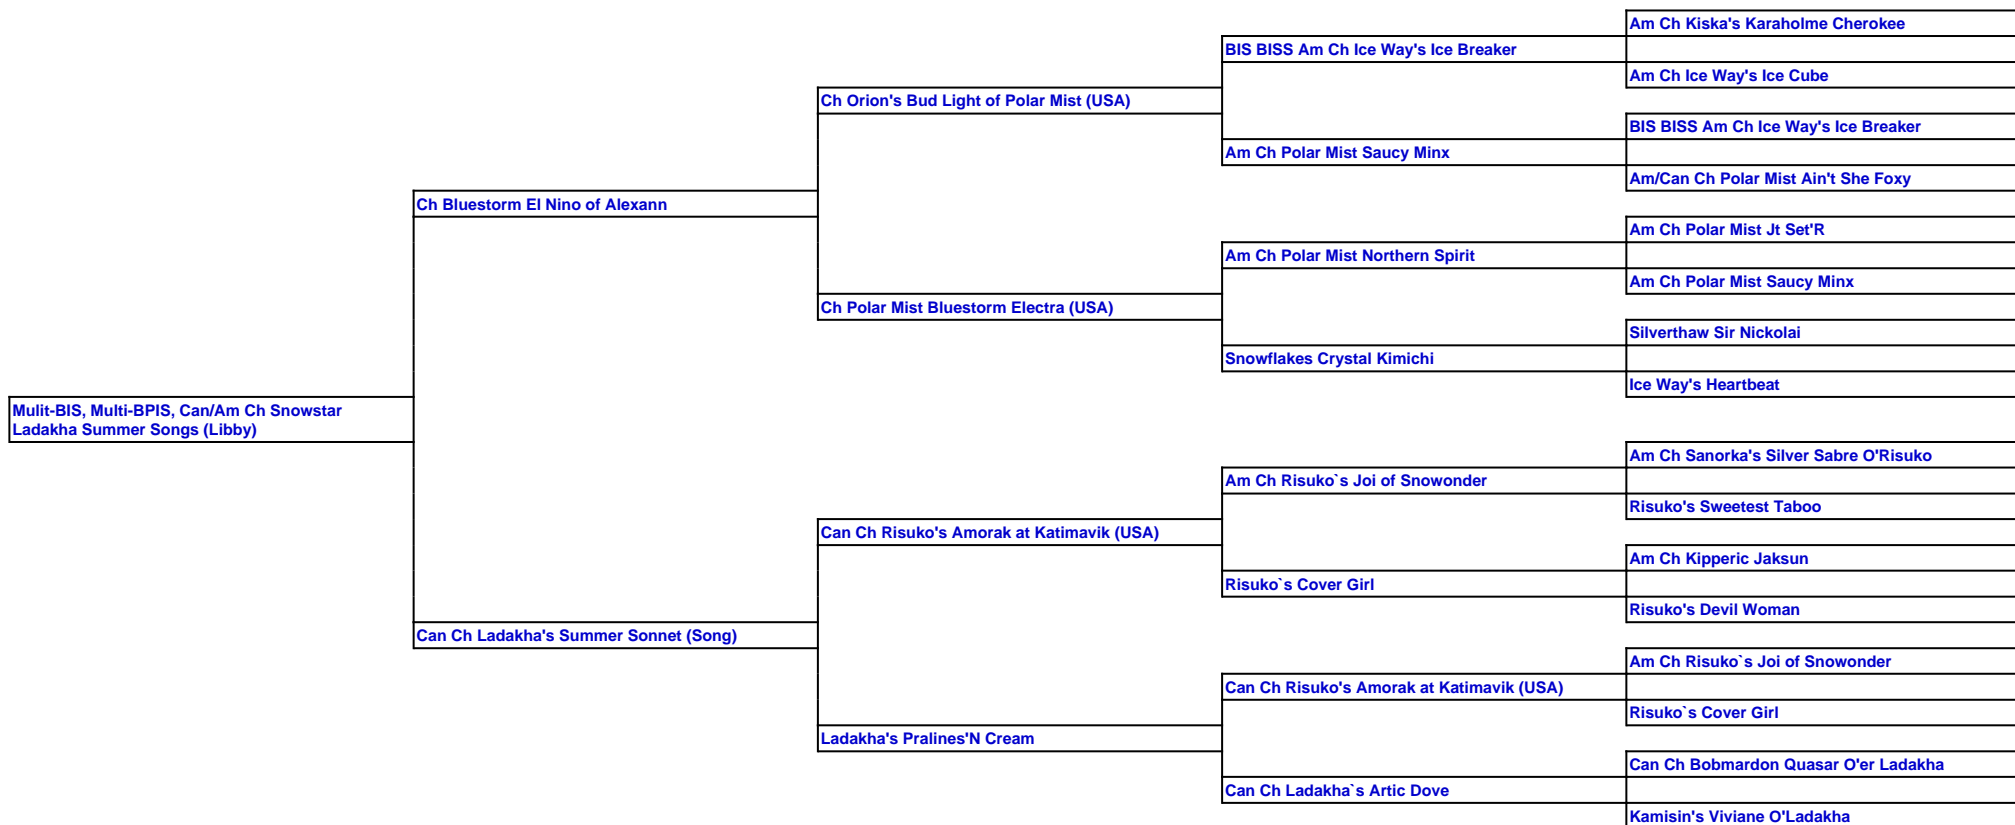 Am Ch Kiska's Karaholme Cherokee
BIS BISS Am Ch Ice Way's Ice Breaker
Am Ch Ice Way's Ice Cube
Ch Orion's Bud Light of Polar Mist (USA)
BIS BISS Am Ch Ice Way's Ice Breaker
Am Ch Polar Mist Saucy Minx
Am/Can Ch Polar Mist Ain't She Foxy
Ch Bluestorm El Nino of Alexann
Am Ch Polar Mist Jt Set'R
Am Ch Polar Mist Northern Spirit
Am Ch Polar Mist Saucy Minx
Ch Polar Mist Bluestorm Electra (USA)
Silverthaw Sir Nickolai
Snowflakes Crystal Kimichi
Ice Way's Heartbeat
Mulit-BIS, Multi-BPIS, Can/Am Ch Snowstar
Ladakha Summer Songs (Libby)
Am Ch Sanorka's Silver Sabre O'Risuko
Am Ch Risuko`s Joi of Snowonder
Risuko's Sweetest Taboo
Can Ch Risuko's Amorak at Katimavik (USA)
Am Ch Kipperic Jaksun
Risuko`s Cover Girl
Risuko's Devil Woman
Can Ch Ladakha's Summer Sonnet (Song)
Am Ch Risuko`s Joi of Snowonder
Can Ch Risuko's Amorak at Katimavik (USA)
Risuko`s Cover Girl
Ladakha's Pralines'N Cream
Can Ch Bobmardon Quasar O'er Ladakha
Can Ch Ladakha`s Artic Dove
Kamisin's Viviane O'Ladakha